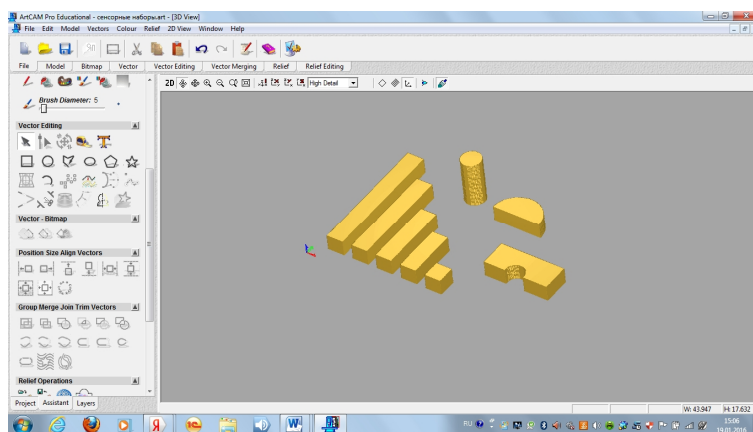 ArtCAM Pro Educational - сенсорные наборы.art - [3D View]
File Edit Model Vectors Colour Relief 2D View Window Help
File Model Bitmap Vector Vector Editing Vector Merging Relief Relief Editing
2D High Detail
Brush Diameter: 5
Vector Editing
Vector - Bitmap
Position Size Align Vectors
Group Merge Join Trim Vectors
Relief Operations
Project Assistant Layers
W: 43.947 H: 17.632
RU 15:06
19.01.2016